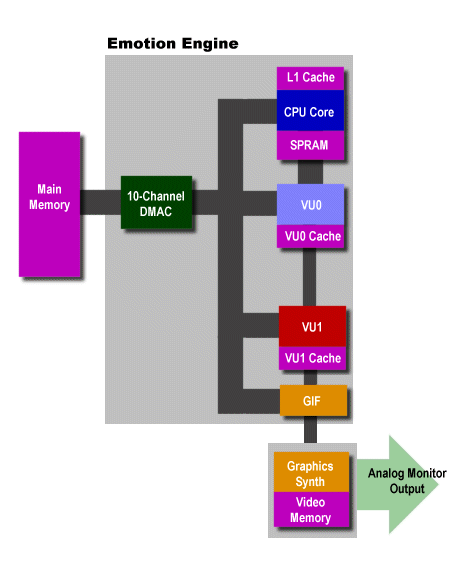 Emotion Engine
L1 Cache
CPU Core
SPRAM
Main
Memory
10-Channel
DMAC
VU0
VU0 Cache
VU1
VU1 Cache
GIF
Graphics
Synth
Video
Memory
Analog Monitor
Output